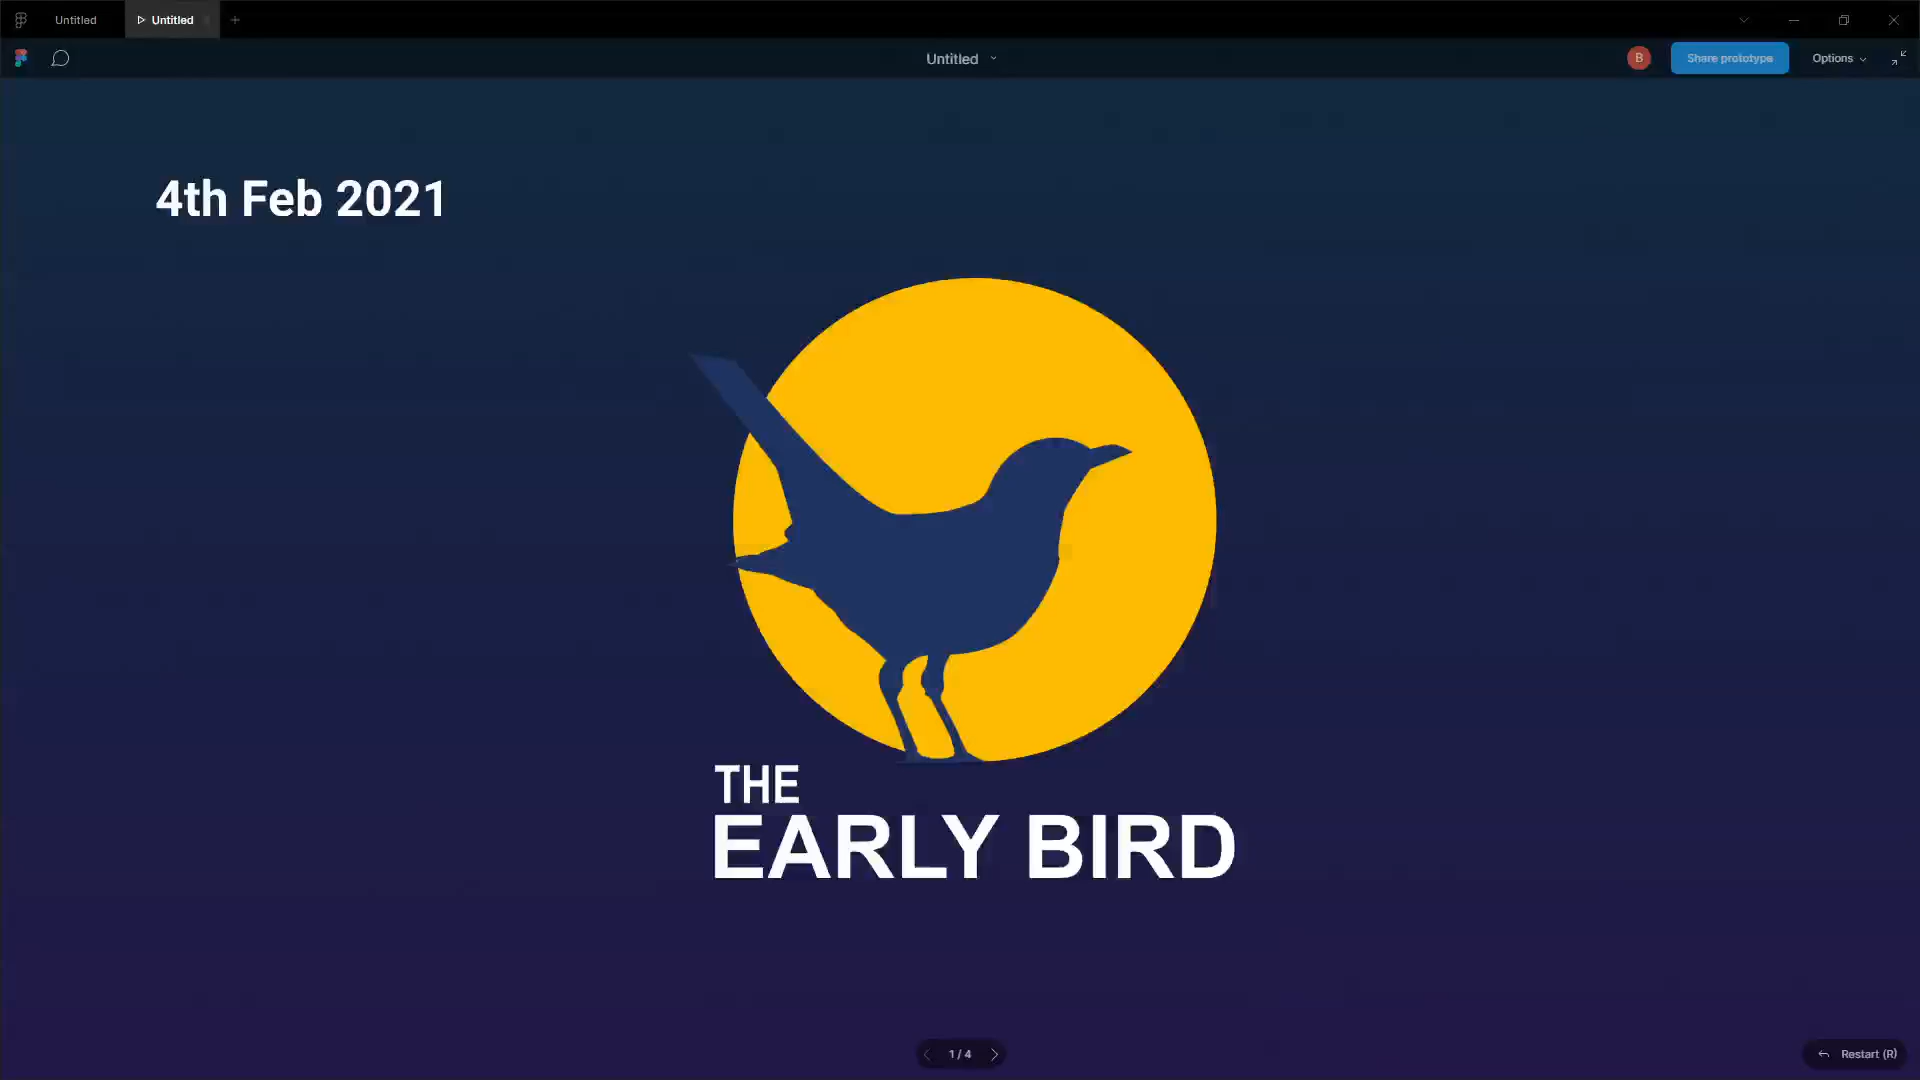 Untitled
Untitled
Untitled
B
Share prototype
Options
4th Feb 2021
THE
EARLY BIRD
1 / 4
Restart (R)